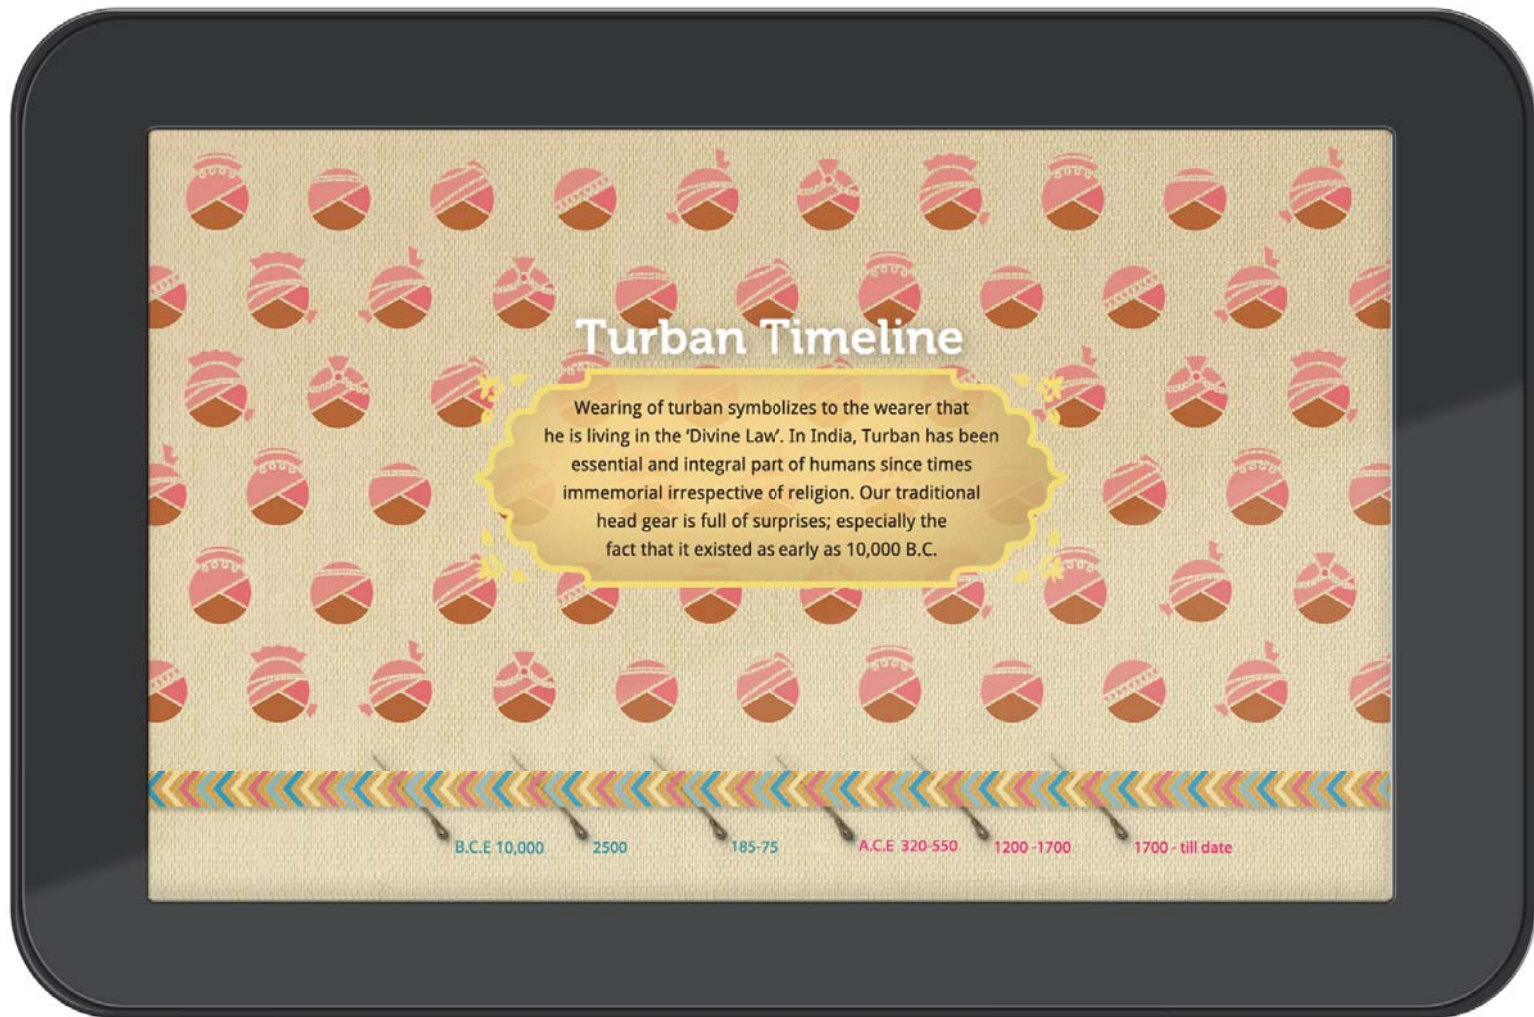 Turban Timeline
Wearing of turban symbolizes to the wearer that
he is living in the ‘Divine Law’. In India, Turban has been
essential and integral part of humans since times
immemorial irrespective of religion. Our traditional
head gear is full of surprises; especially the
fact that it existed as early as 10,000 B.C.
B.C.E 10,000 2500 185-75 A.C.E 320-550 1200 -1700 1700 - till date